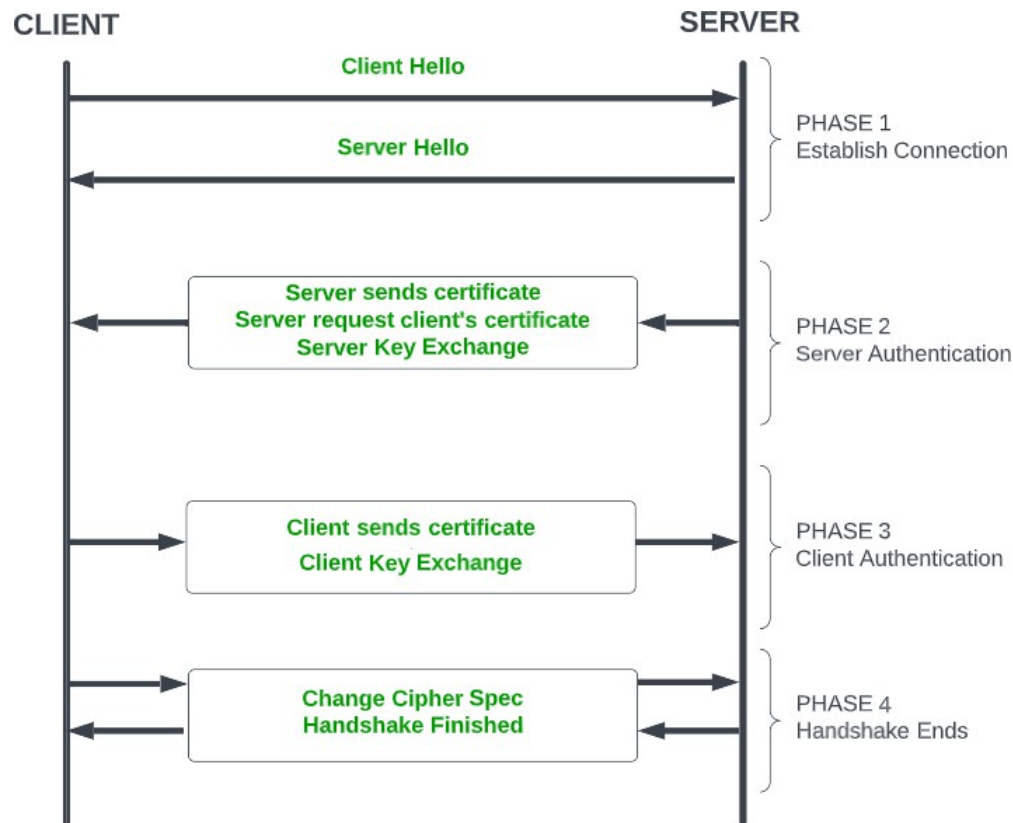 CLIENT
SERVER
Client Hello
Server Hello
PHASE 1
Establish Connection
Server sends certificate
Server request client's certificate
Server Key Exchange
PHASE 2
Server Authentication
Client sends certificate
Client Key Exchange
PHASE 3
Client Authentication
Change Cipher Spec
Handshake Finished
PHASE 4
Handshake Ends